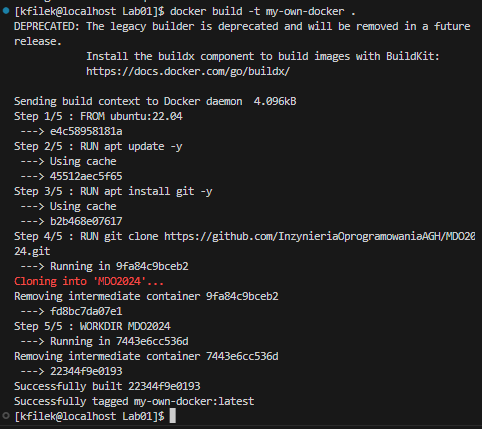 [kfilek@localhost Lab01]$ docker build -t my-own-docker .
DEPRECATED: The legacy builder is deprecated and will be removed in a future
release.
Install the buildx component to build images with BuildKit:
https://docs.docker.com/go/buildx/
Sending build context to Docker daemon  4.096kB
Step 1/5 : FROM ubuntu:22.04
---> e4c58958181a
Step 2/5 : RUN apt update -y
---> Using cache
---> 45512aec5f65
Step 3/5 : RUN apt install git -y
---> Using cache
---> b2b468e07617
Step 4/5 : RUN git clone https://github.com/InzynieriaOprogramowaniaAGH/MDO20
24.git
---> Running in 9fa84c9bceb2
Cloning into 'MDO2024'...
Removing intermediate container 9fa84c9bceb2
---> fd8bc7da07e1
Step 5/5 : WORKDIR MDO2024
---> Running in 7443e6cc536d
Removing intermediate container 7443e6cc536d
---> 22344f9e0193
Successfully built 22344f9e0193
Successfully tagged my-own-docker:latest
[kfilek@localhost Lab01]$